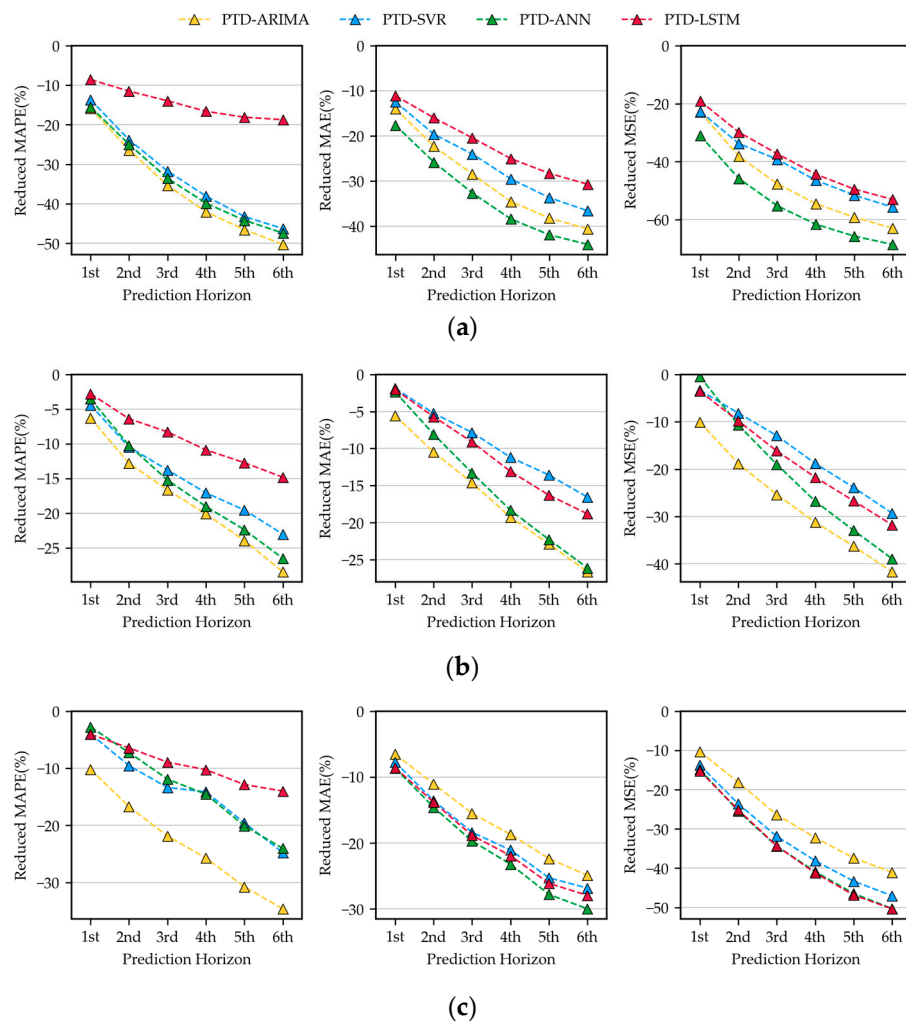 PTD-ARIMA PTD-SVR PTD-ANN PTD-LSTM
Reduced MAPE(%)
0
−10
−20
−30
−40
−50
1st 2nd 3rd 4th 5th 6th
Prediction Horizon
Reduced MAE(%)
0
−10
−20
−30
−40
1st 2nd 3rd 4th 5th 6th
Prediction Horizon
Reduced MSE(%)
0
−20
−40
−60
1st 2nd 3rd 4th 5th 6th
Prediction Horizon
(a)
Reduced MAPE(%)
0
−5
−10
−15
−20
−25
1st 2nd 3rd 4th 5th 6th
Prediction Horizon
Reduced MAE(%)
0
−5
−10
−15
−20
−25
1st 2nd 3rd 4th 5th 6th
Prediction Horizon
Reduced MSE(%)
0
−10
−20
−30
−40
1st 2nd 3rd 4th 5th 6th
Prediction Horizon
(b)
Reduced MAPE(%)
0
−10
−20
−30
1st 2nd 3rd 4th 5th 6th
Prediction Horizon
Reduced MAE(%)
0
−10
−20
−30
1st 2nd 3rd 4th 5th 6th
Prediction Horizon
Reduced MSE(%)
0
−10
−20
−30
−40
−50
1st 2nd 3rd 4th 5th 6th
Prediction Horizon
(c)